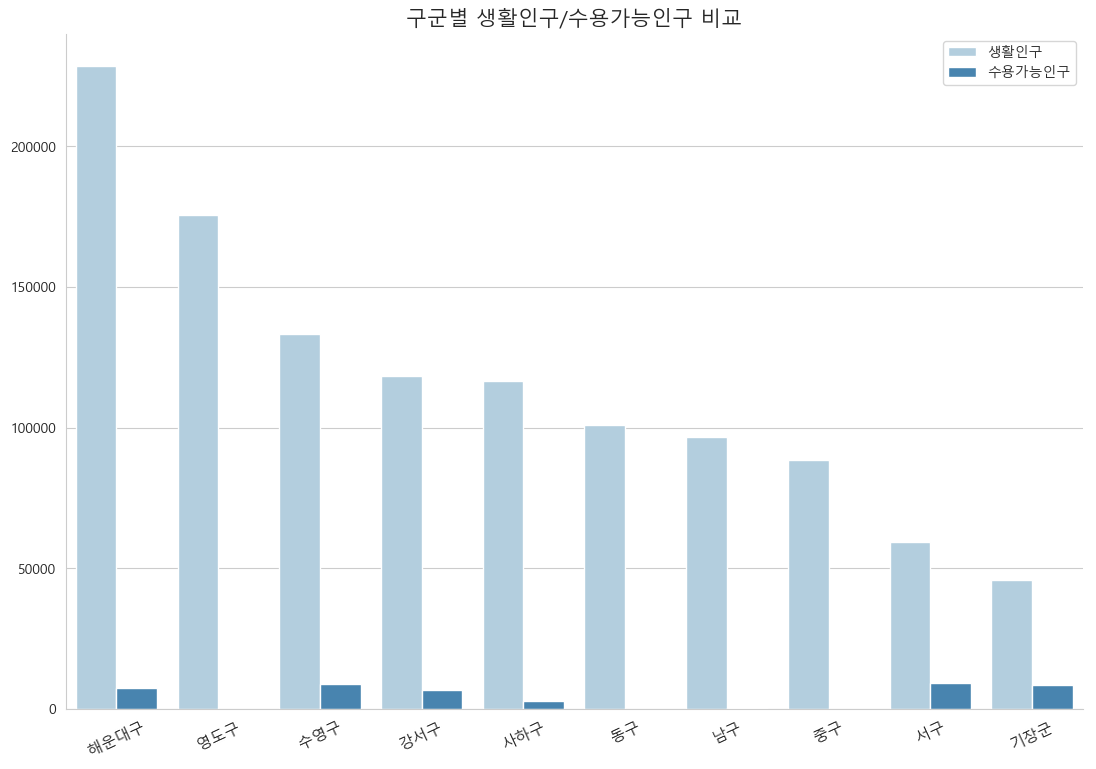 구군별 생활인구/수용가능인구 비교
생활인구
수용가능인구
200000
150000
100000
50000
0
해운대구
영도구
수영구
강서구
사하구
동구
남구
중구
서구
기장군